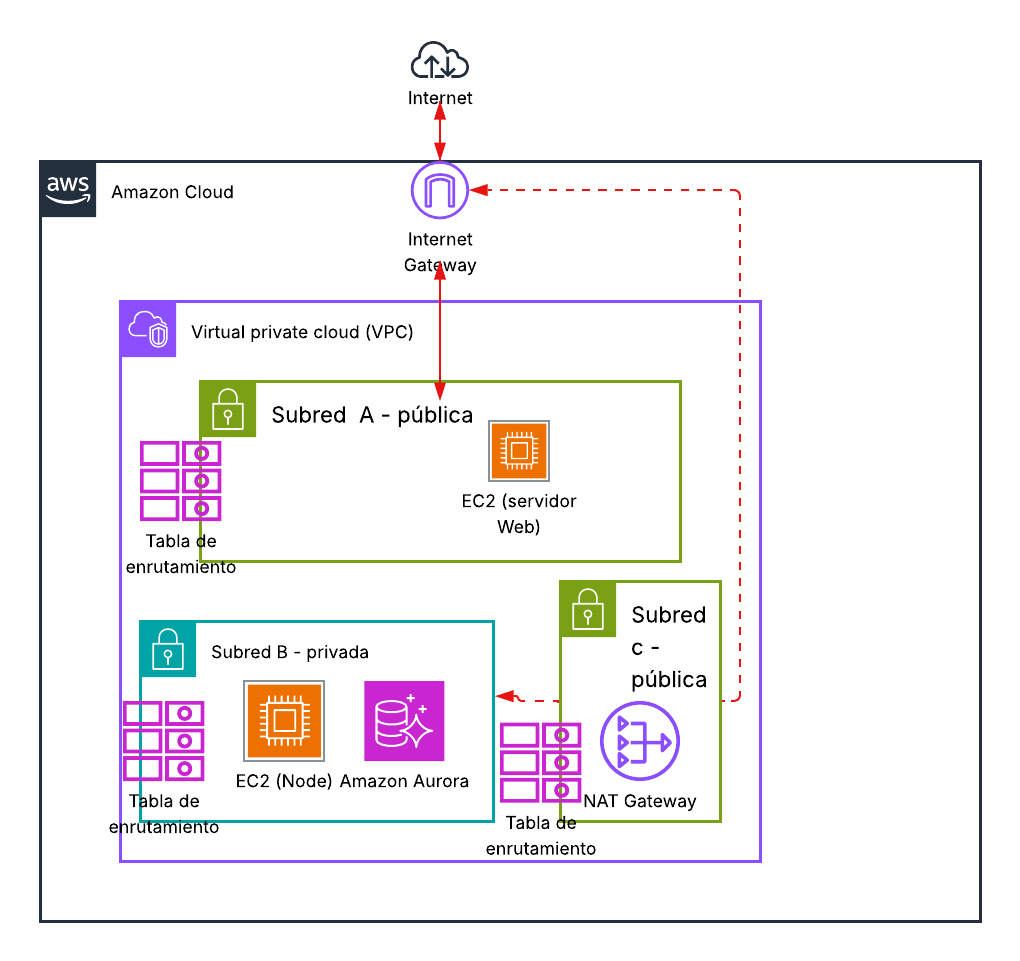 Internet
aws
Amazon Cloud
Internet
Gateway
Virtual private cloud (VPC)
Subred  A - pública
EC2 (servidor
Web)
Tabla de
enrutamiento
Subred
c -
pública
Subred B - privada
EC2 (Node)
Amazon Aurora
NAT Gateway
Tabla de
enrutamiento
Tabla de
enrutamiento